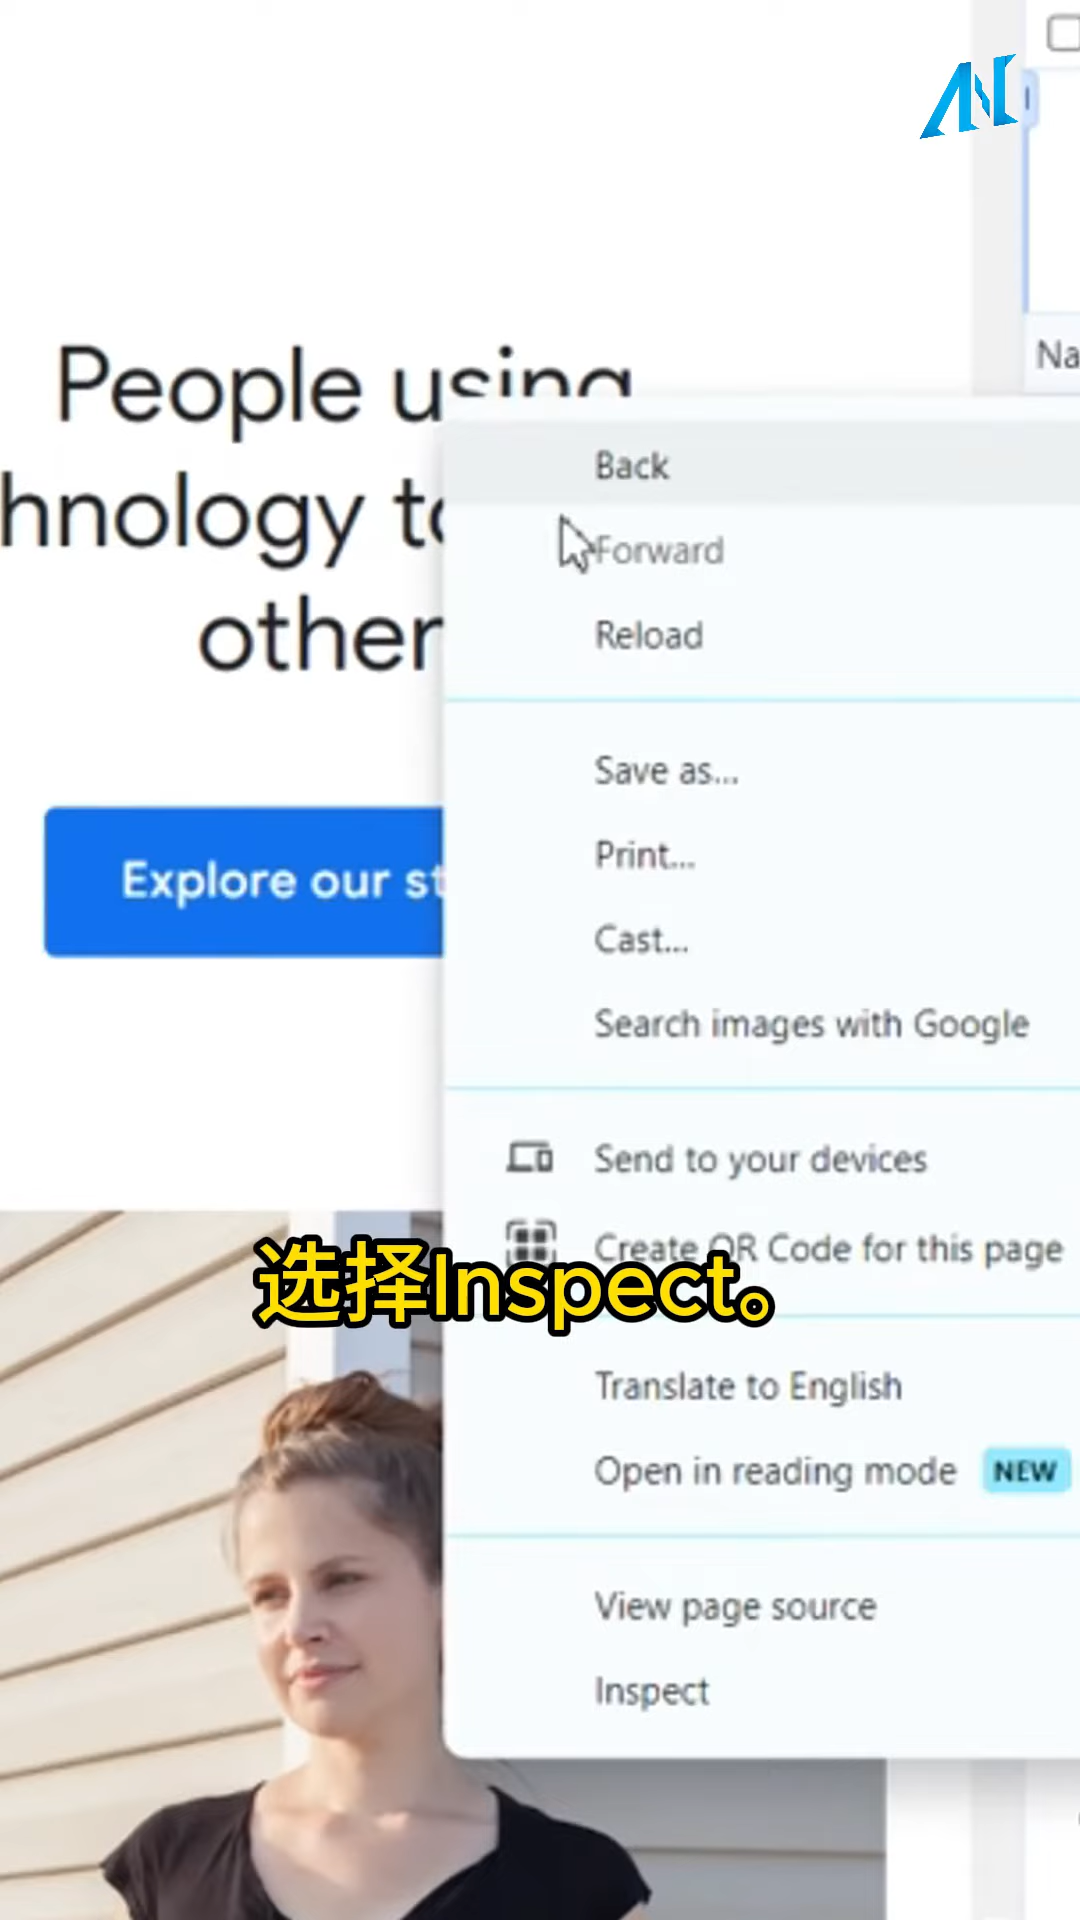 AN
Na
People using
hnology to
other
Explore our st
Back
Forward
Reload
Save as...
Print...
Cast...
Search images with Google
Send to your devices
Create QR Code for this page
选择Inspect。
Translate to English
Open in reading mode NEW
View page source
Inspect